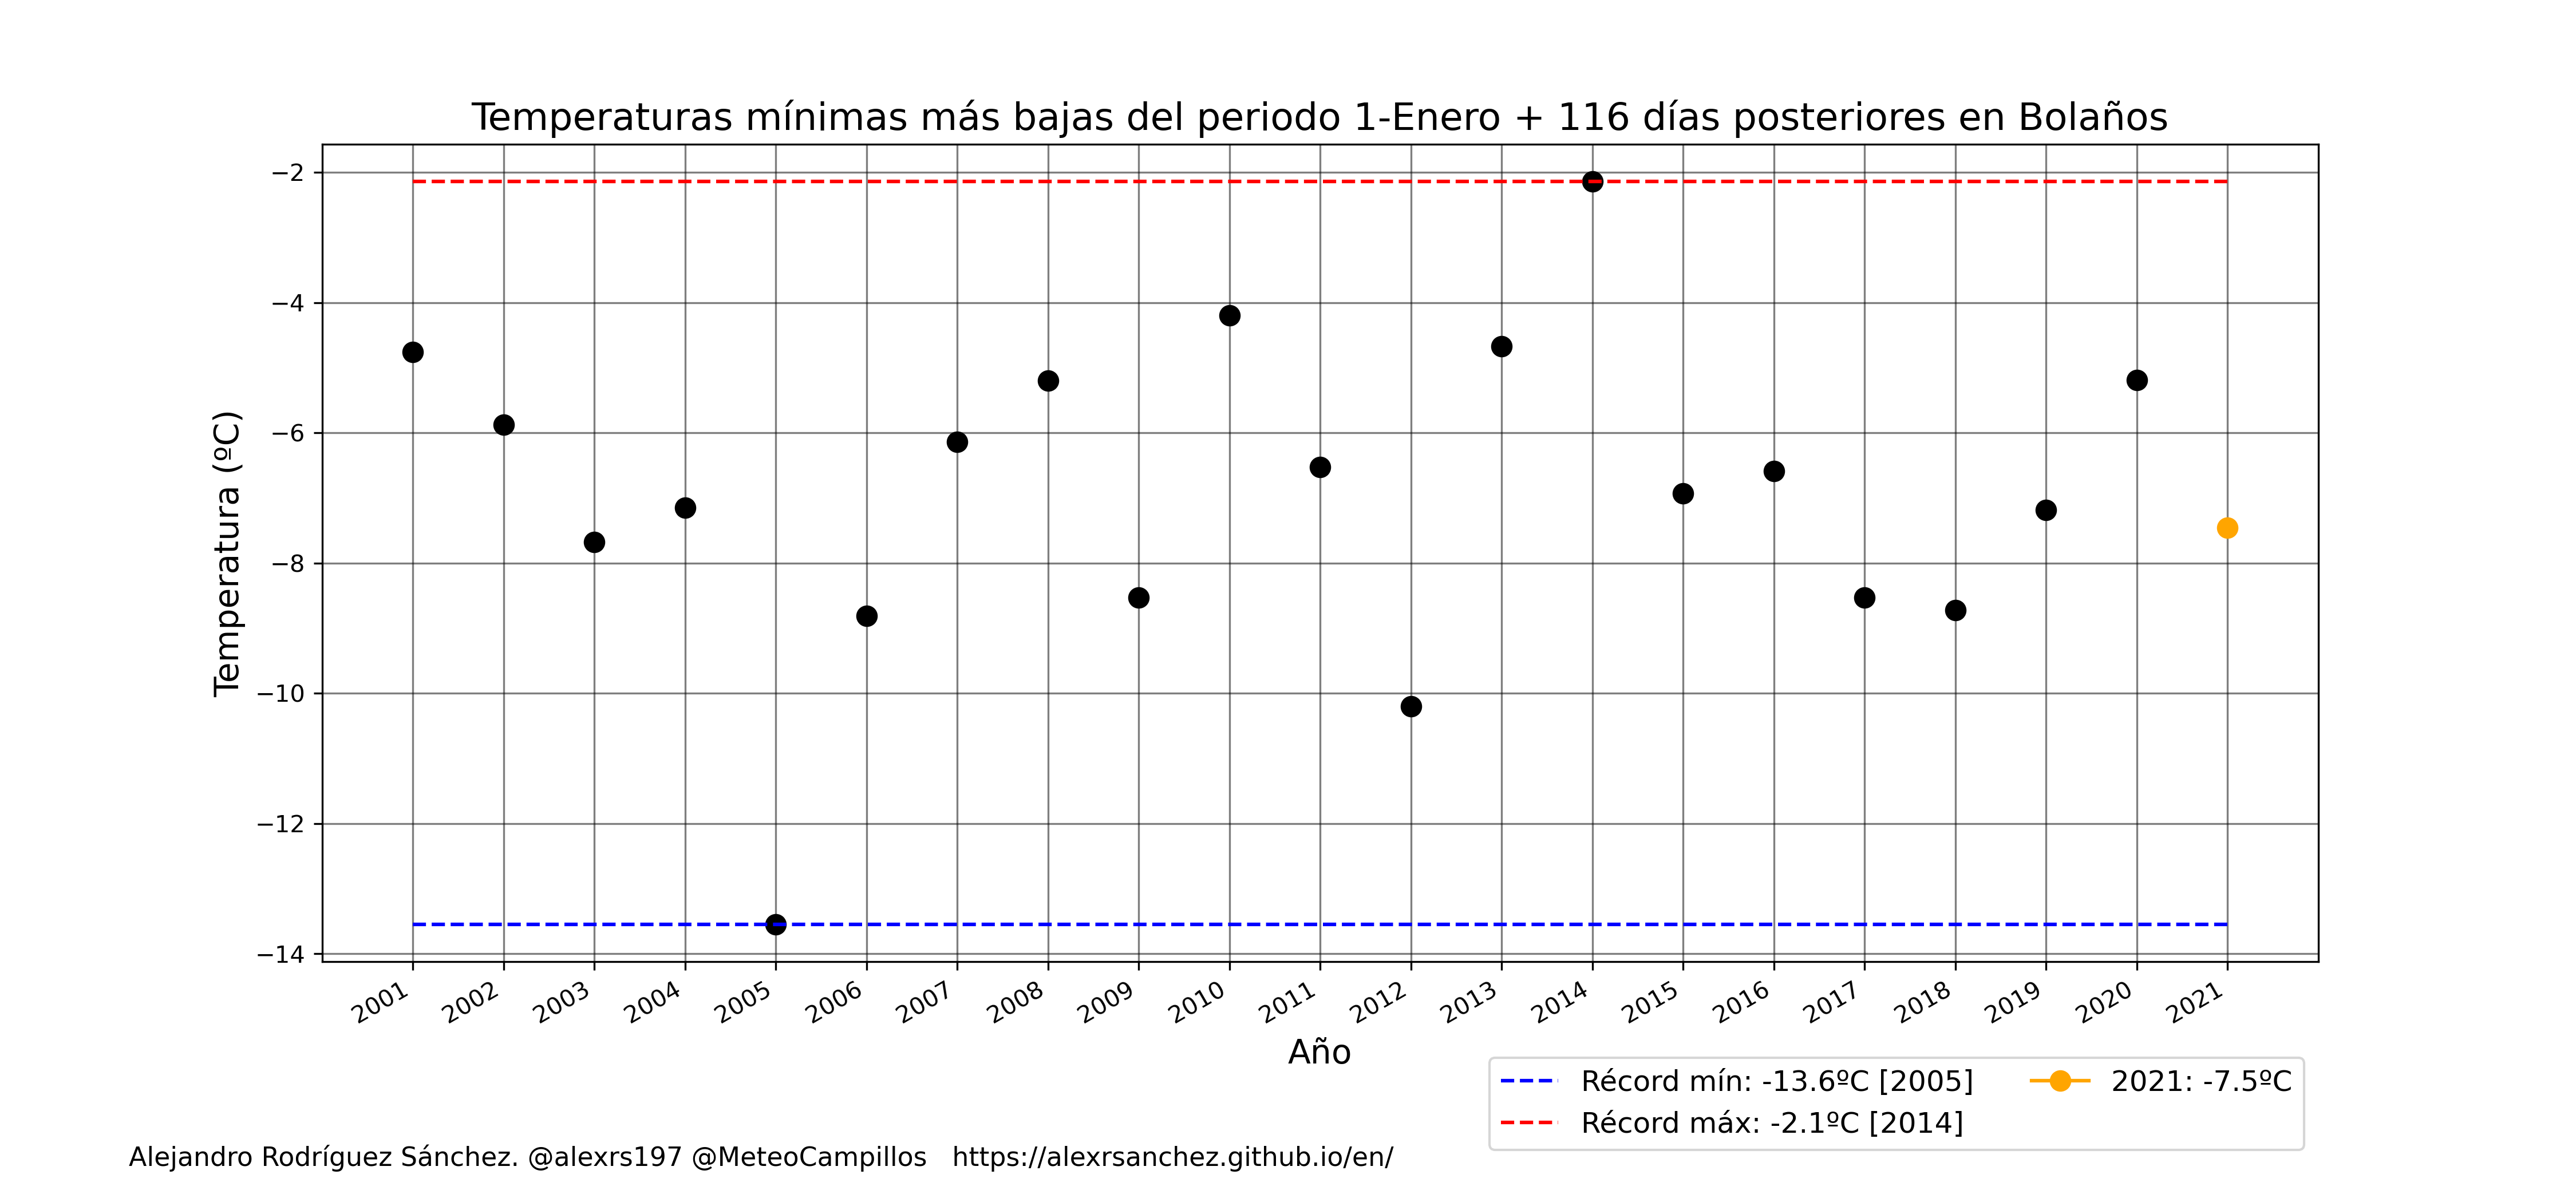 Temperaturas mínimas más bajas del periodo 1-Enero + 116 días posteriores en Bolaños
Temperatura (ºC)
−2
−4
−6
−8
−10
−12
−14
2001 2002 2003 2004 2005 2006 2007 2008 2009 2010 2011 2012 2013 2014 2015 2016 2017 2018 2019 2020 2021
Año
Récord mín: -13.6ºC [2005]
Récord máx: -2.1ºC [2014]
2021: -7.5ºC
Alejandro Rodríguez Sánchez. @alexrs197 @MeteoCampillos https://alexrsanchez.github.io/en/